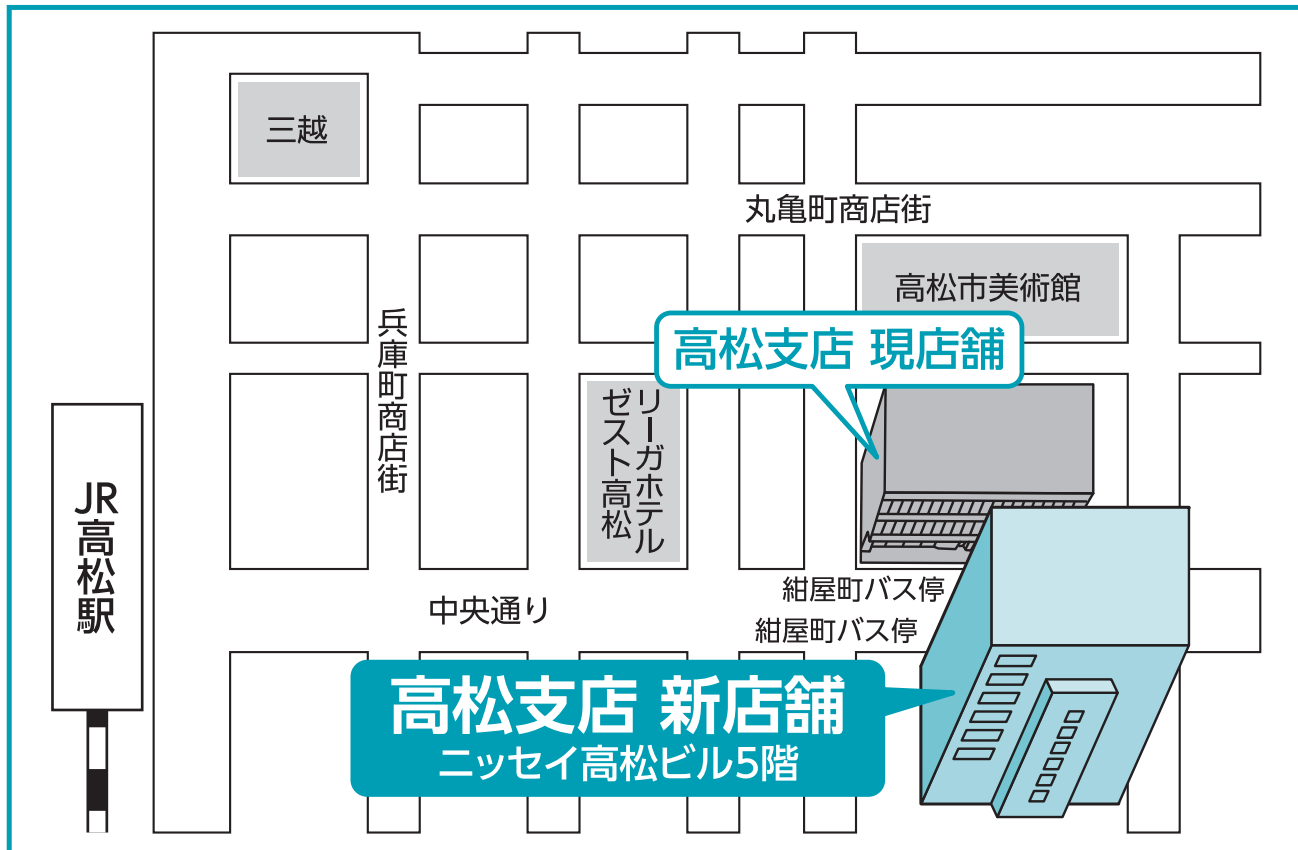 三越
丸亀町商店街
高松市美術館
高松支店 現店舗
兵庫町商店街
リーガホテル
ゼスト高松
JR高松駅
紺屋町バス停
中央通り
紺屋町バス停
高松支店 新店舗
ニッセイ高松ビル5階